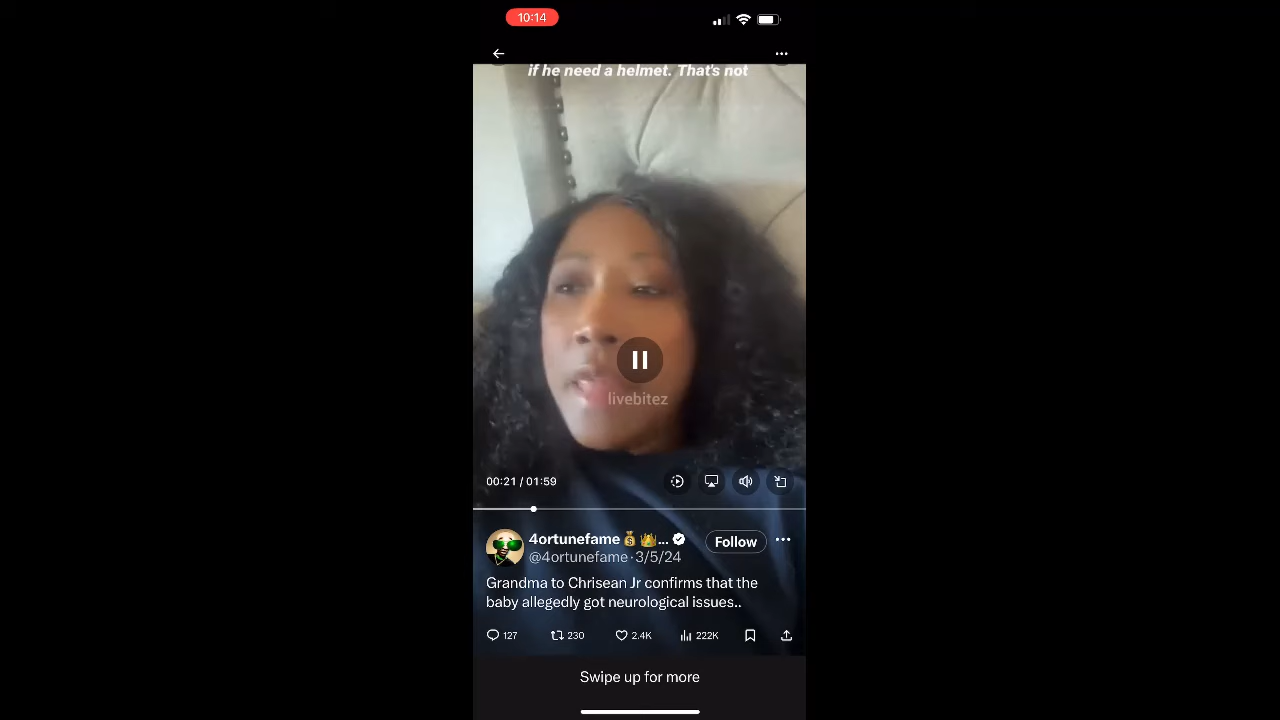 10:14
if he need a helmet. That's not
livebitez
00:21 / 01:59
4ortunefame💰👑...
Follow
@4ortunefame·3/5/24
Grandma to Chrisean Jr confirms that the
baby allegedly got neurological issues..
127
230
2.4K
222K
Swipe up for more